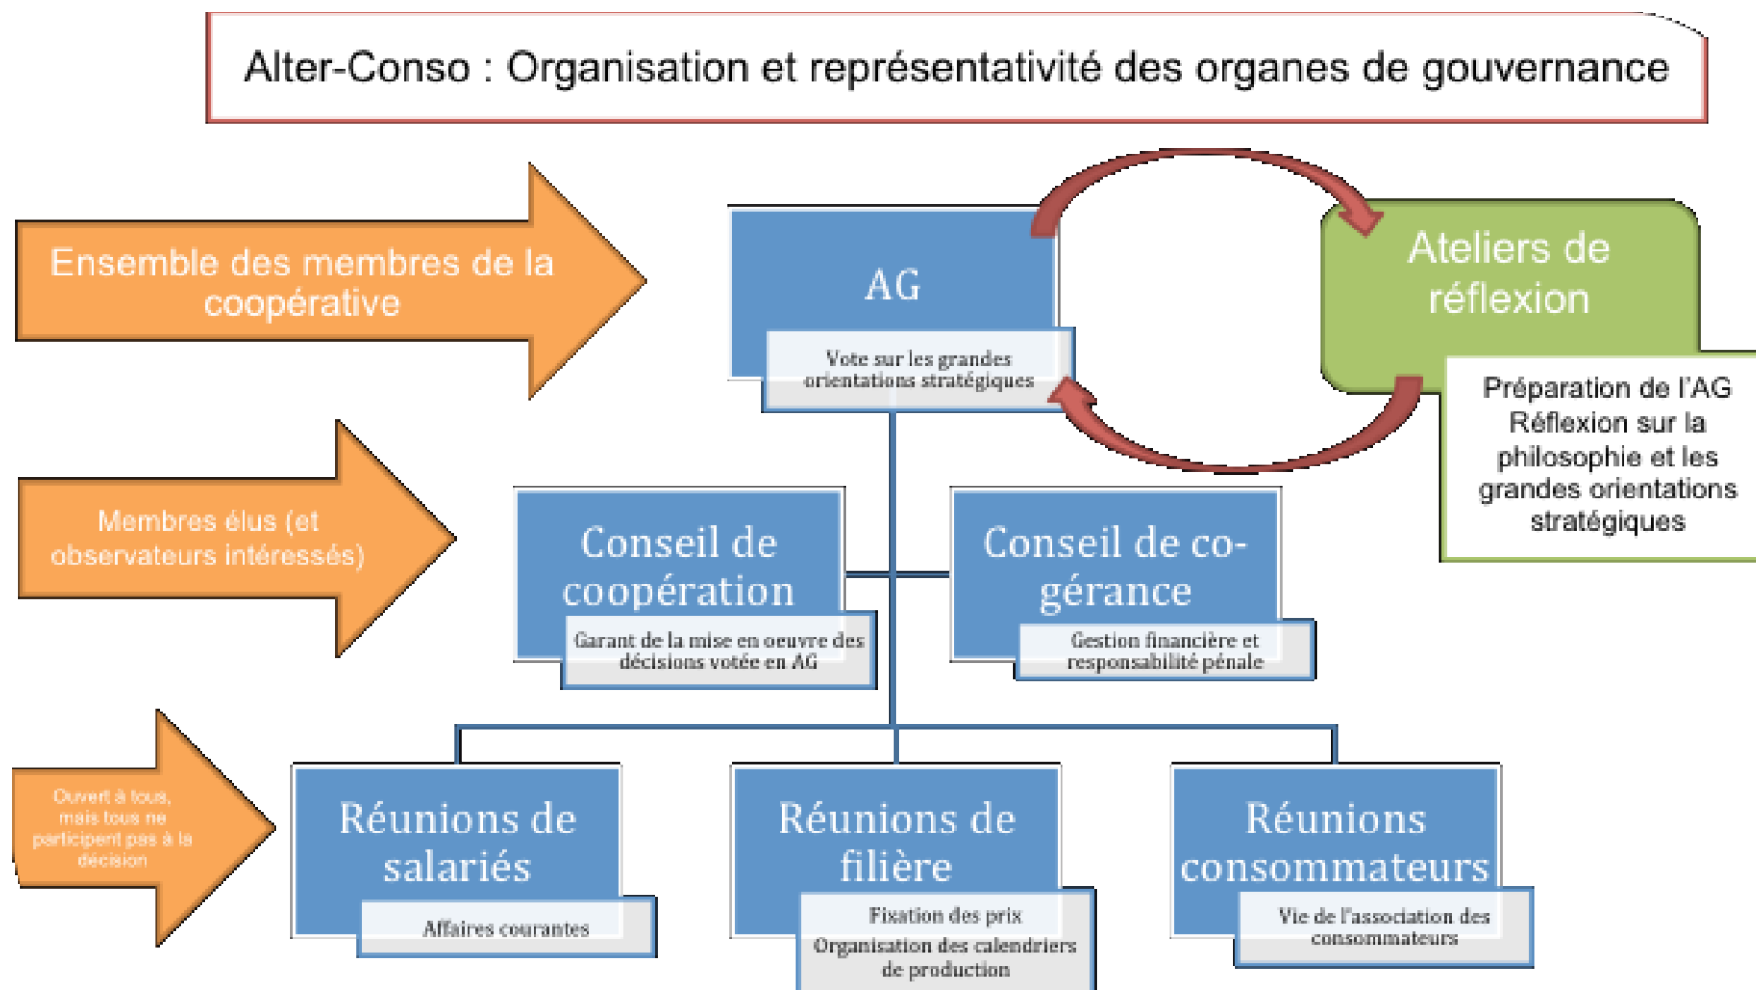 Alter-Conso : Organisation et représentativité des organes de gouvernance
Ensemble des membres de la
coopérative
AG
Vote sur les grandes
orientations stratégiques
Ateliers de
réflexion
Préparation de l'AG
Réflexion sur la
philosophie et les
grandes orientations
stratégiques
Membres élus (et
observateurs intéressés)
Conseil de
coopération
Garant de la mise en oeuvre des
décisions votée en AG
Conseil de co-
gérance
Gestion financière et
responsabilité pénale
Ouvert à tous,
mais tous ne
participent pas à la
décision
Réunions de
salariés
Affaires courantes
Réunions de
filière
Fixation des prix
Organisation des calendriers
de production
Réunions
consommateurs
Vie de l'association des
consommateurs